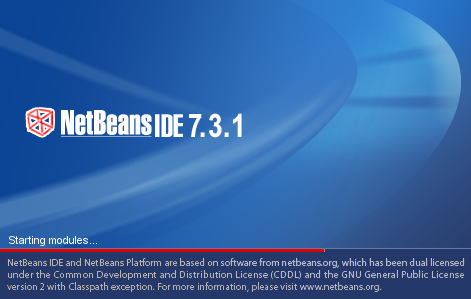 NetBeans IDE 7.3.1
Starting modules...
NetBeans IDE and NetBeans Platform are based on software from netbeans.org, which has been dual licensed
under the Common Development and Distribution License (CDDL) and the GNU General Public License
version 2 with Classpath exception. For more information, please visit www.netbeans.org.